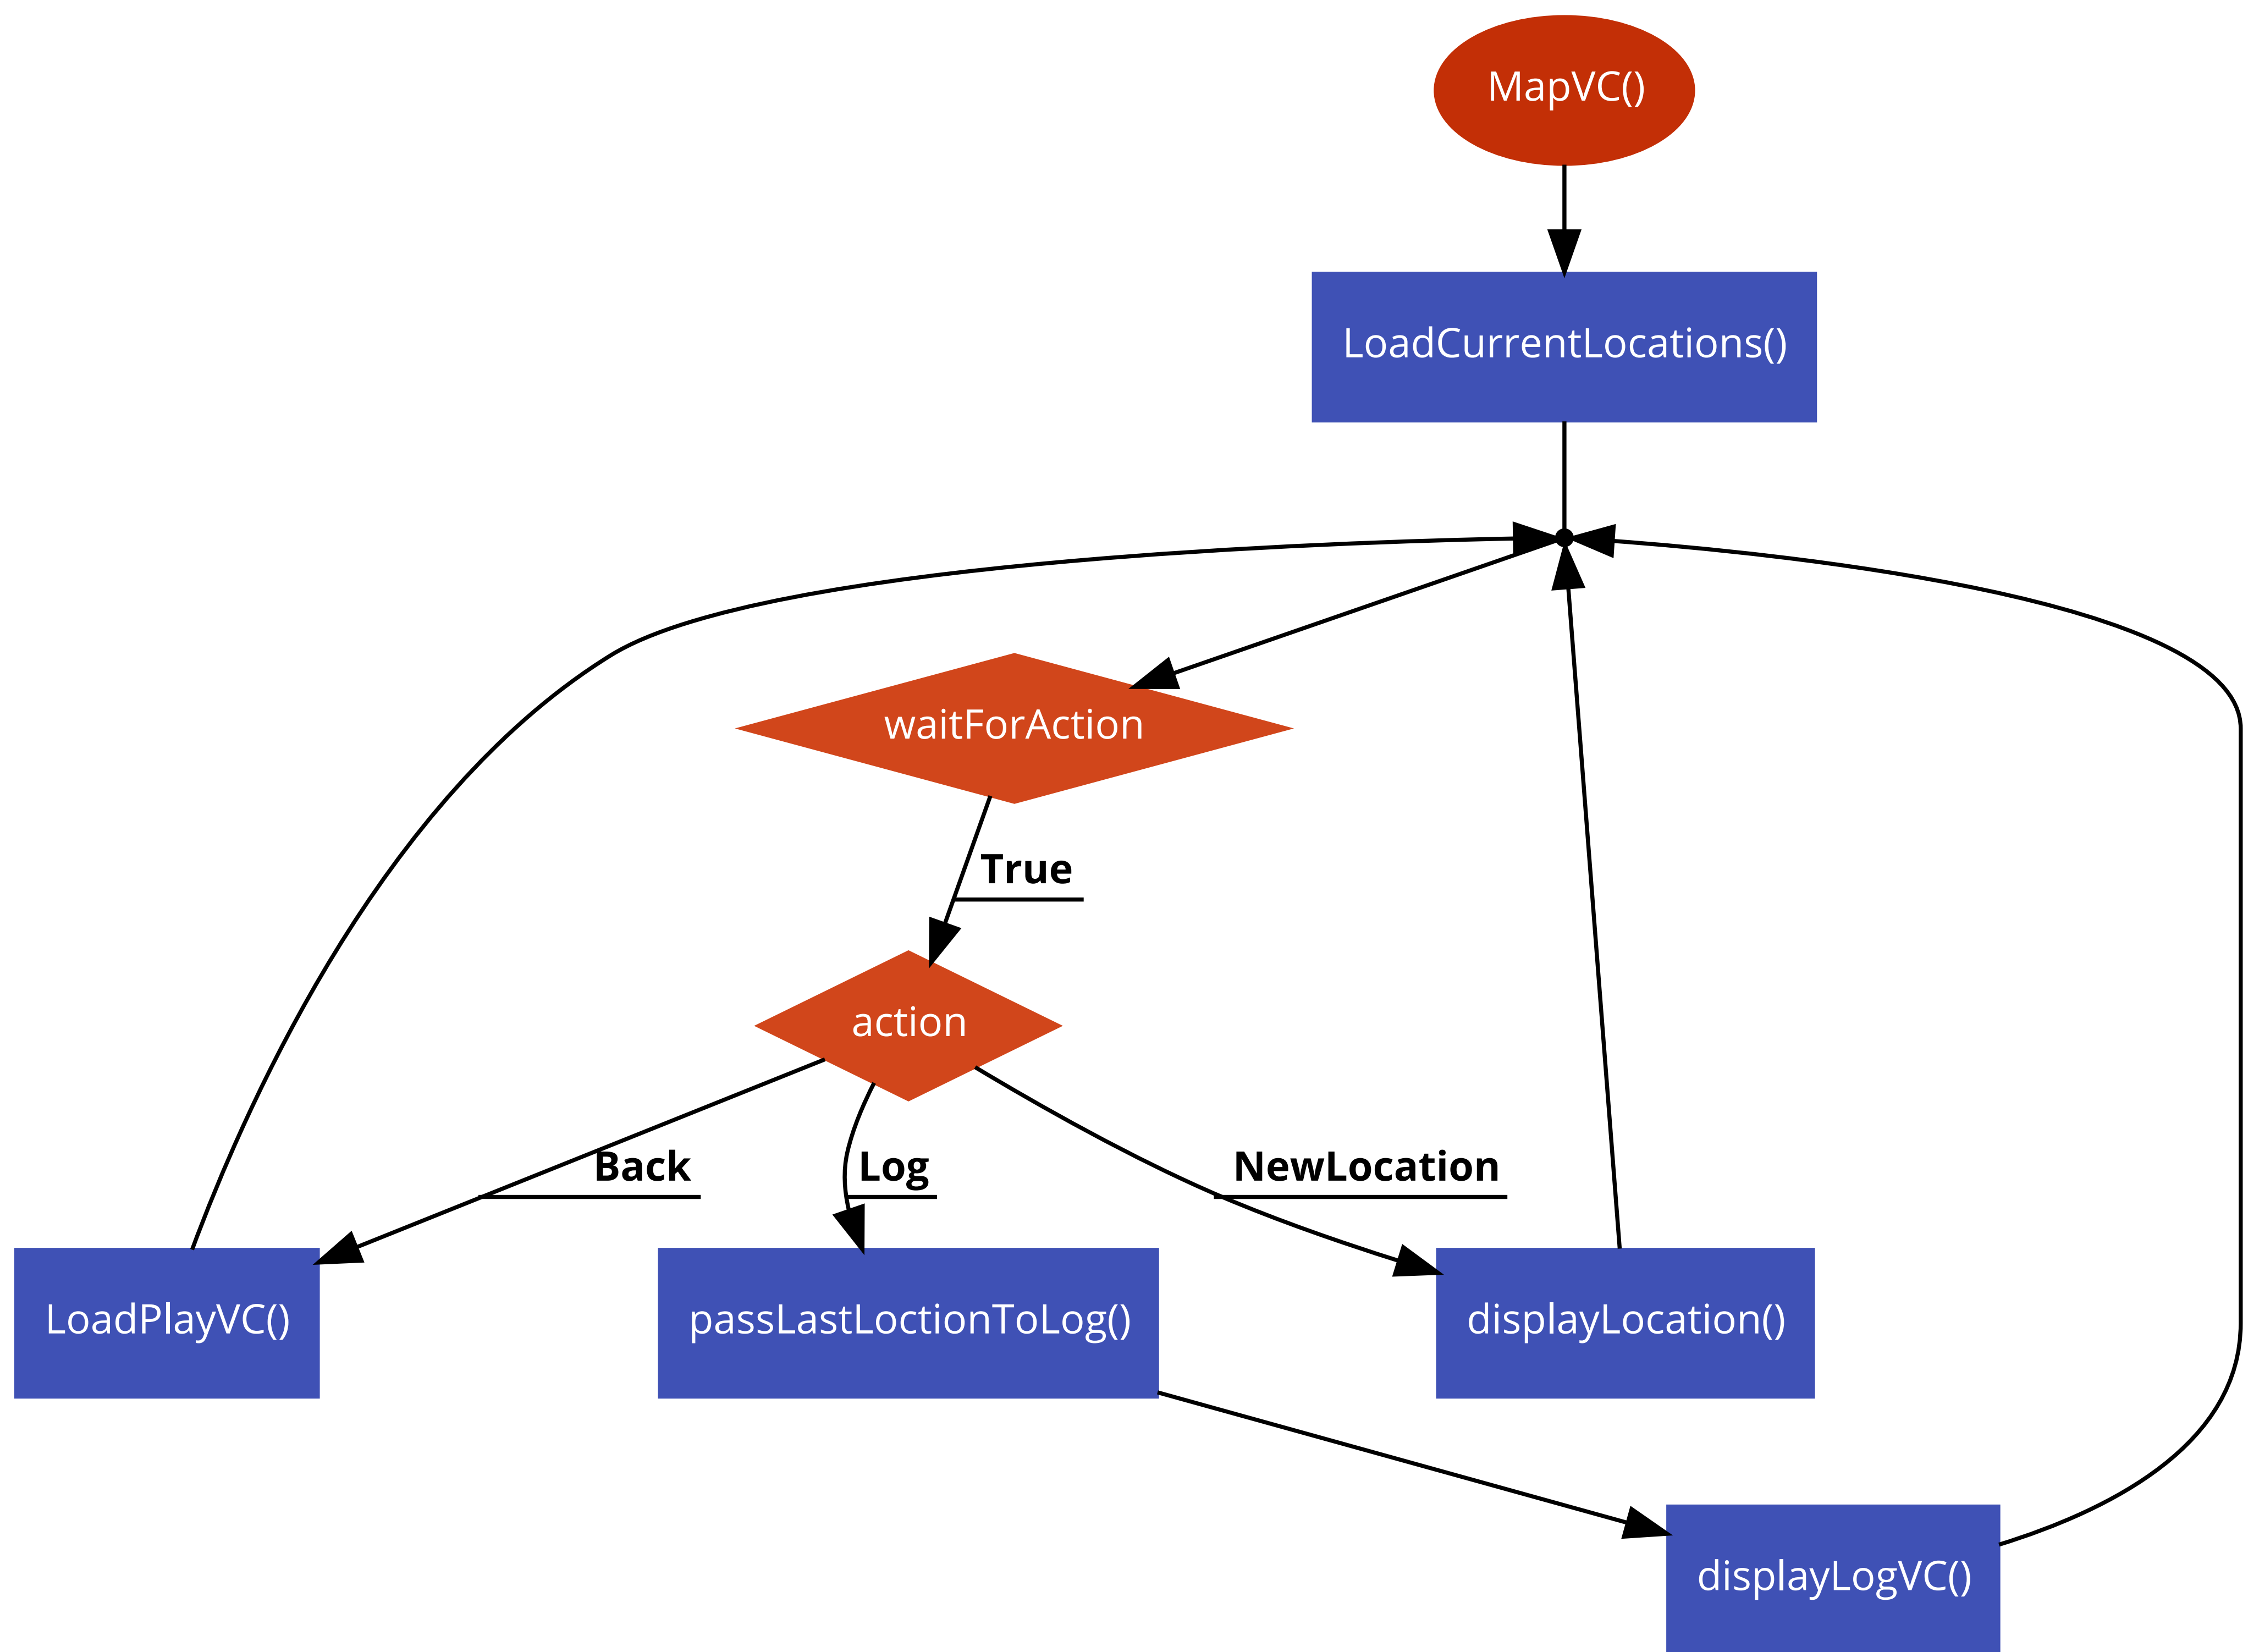 MapVC()
LoadCurrentLocations()
waitForAction
True
action
Back
Log
NewLocation
LoadPlayVC()
passLastLoctionToLog()
displayLocation()
displayLogVC()